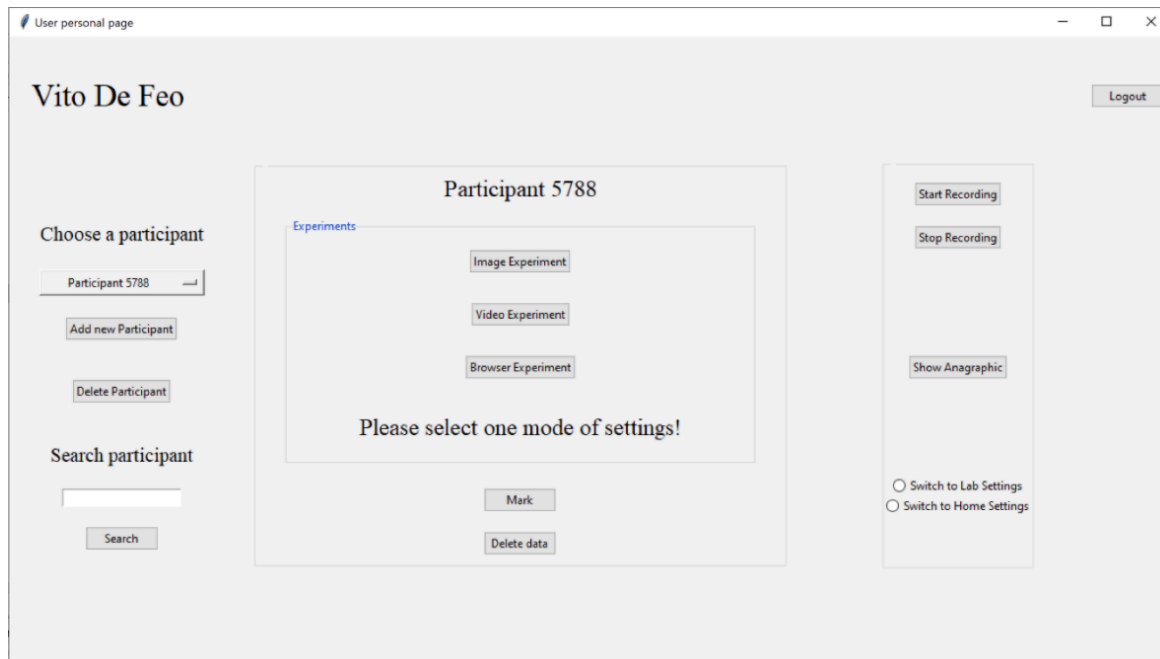 User personal page
Vito De Feo
Logout
Choose a participant
Participant 5788
Add new Participant
Delete Participant
Search participant
Search
Participant 5788
Experiments
Image Experiment
Video Experiment
Browser Experiment
Please select one mode of settings!
Mark
Delete data
Start Recording
Stop Recording
Show Anagraphic
Switch to Lab Settings
Switch to Home Settings